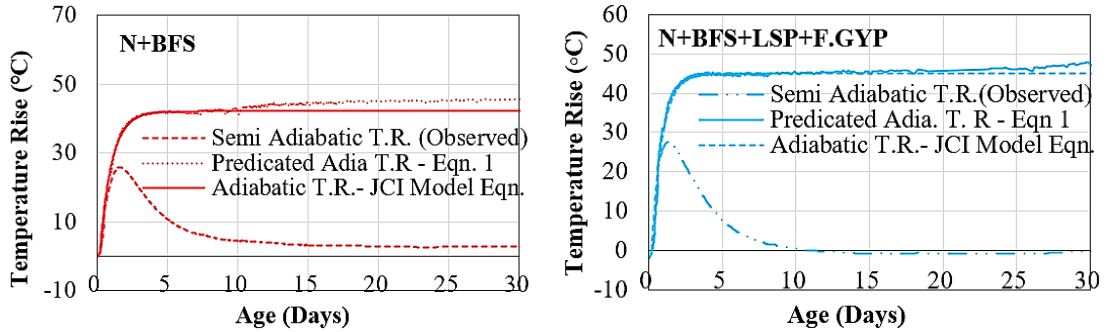 70
50
30
10
-10
Temperature Rise (℃)
N+BFS
Semi Adiabatic T.R. (Observed)
Predicated Adia T.R - Eqn. 1
Adiabatic T.R.- JCI Model Eqn.
0 5 10 15 20 25 30
Age (Days)
60
50
40
30
20
10
0
-10
Temperature Rise (◦C)
N+BFS+LSP+F.GYP
Semi Adiabatic T.R.(Observed)
Predicated Adia. T. R - Eqn 1
Adiabatic T.R.- JCI Model Eqn.
0 5 10 15 20 25 30
Age (Days)